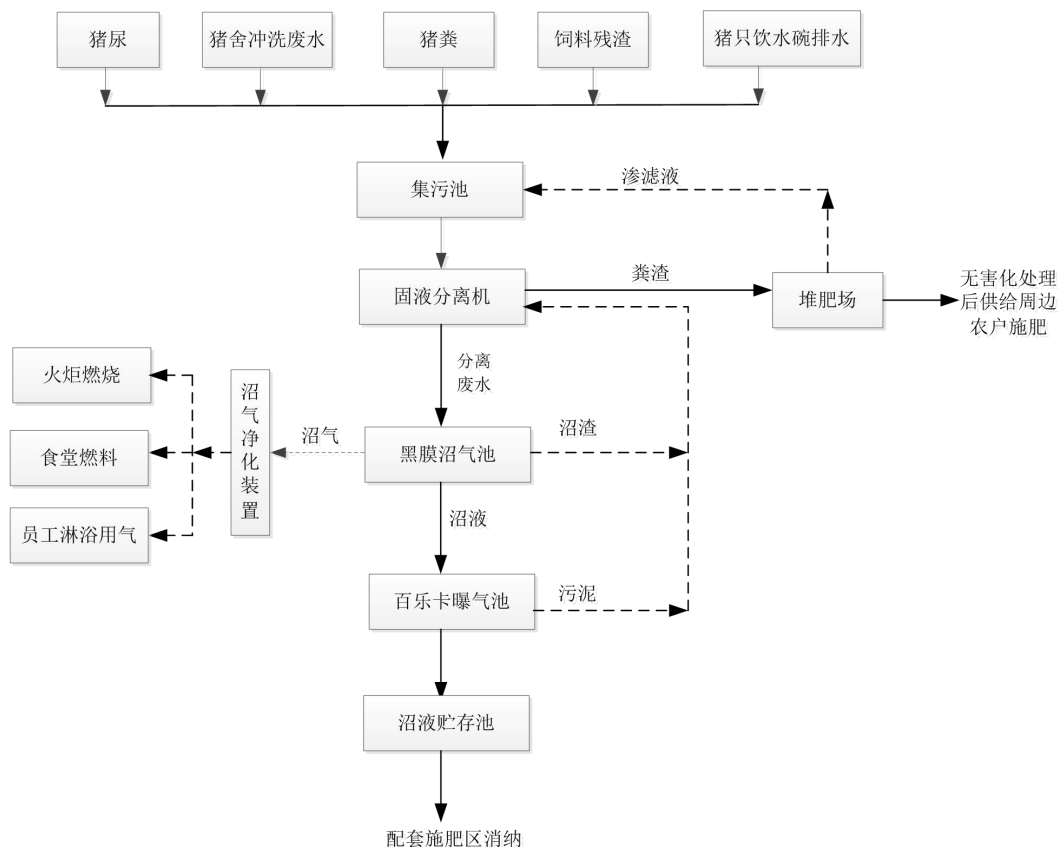 猪尿
猪舍冲洗废水
猪粪
饲料残渣
猪只饮水碗排水
集污池
渗滤液
固液分离机
粪渣
堆肥场
无害化处理
后供给周边
农户施肥
分离
废水
火炬燃烧
食堂燃料
员工淋浴用气
沼气净化装置
沼气
黑膜沼气池
沼渣
沼液
百乐卡曝气池
污泥
沼液贮存池
配套施肥区消纳